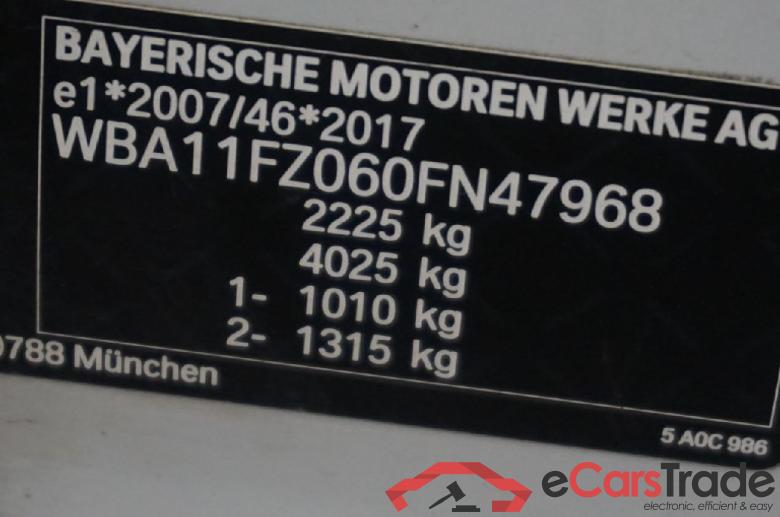 BAYERISCHE MOTOREN WERKE AG
e1*2007/46*2017
WBA11FZ060FN47968
2225 kg
4025 kg
1- 1010 kg
2- 1315 kg
0788 München
5 A0C 986
eCarsTrade
electronic, efficient & easy